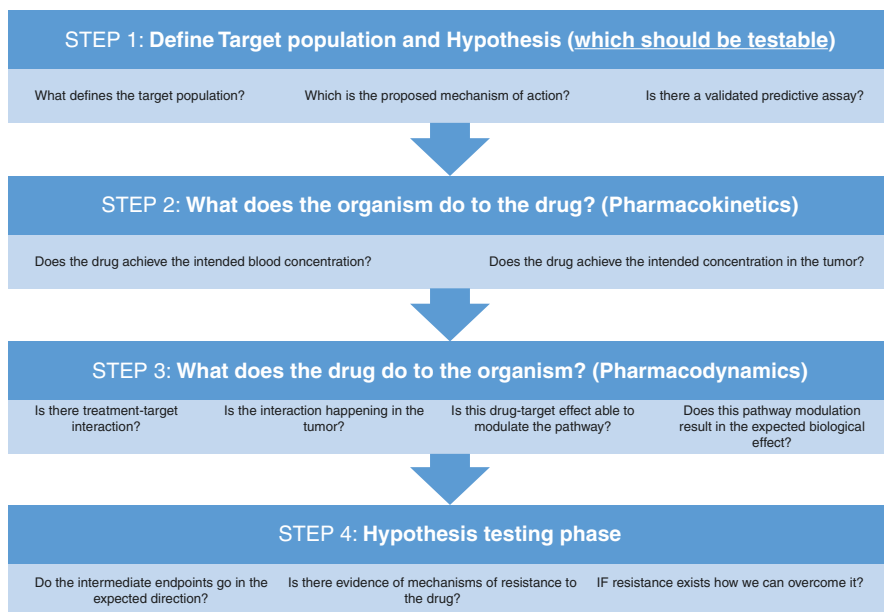 STEP 1: Define Target population and Hypothesis (which should be testable)
What defines the target population?
Which is the proposed mechanism of action?
Is there a validated predictive assay?
STEP 2: What does the organism do to the drug? (Pharmacokinetics)
Does the drug achieve the intended blood concentration?
Does the drug achieve the intended concentration in the tumor?
STEP 3: What does the drug do to the organism? (Pharmacodynamics)
Is there treatment-target
interaction?
Is the interaction happening in the
tumor?
Is this drug-target effect able to
modulate the pathway?
Does this pathway modulation
result in the expected biological
effect?
STEP 4: Hypothesis testing phase
Do the intermediate endpoints go in the
expected direction?
Is there evidence of mechanisms of resistance to
the drug?
IF resistance exists how we can overcome it?